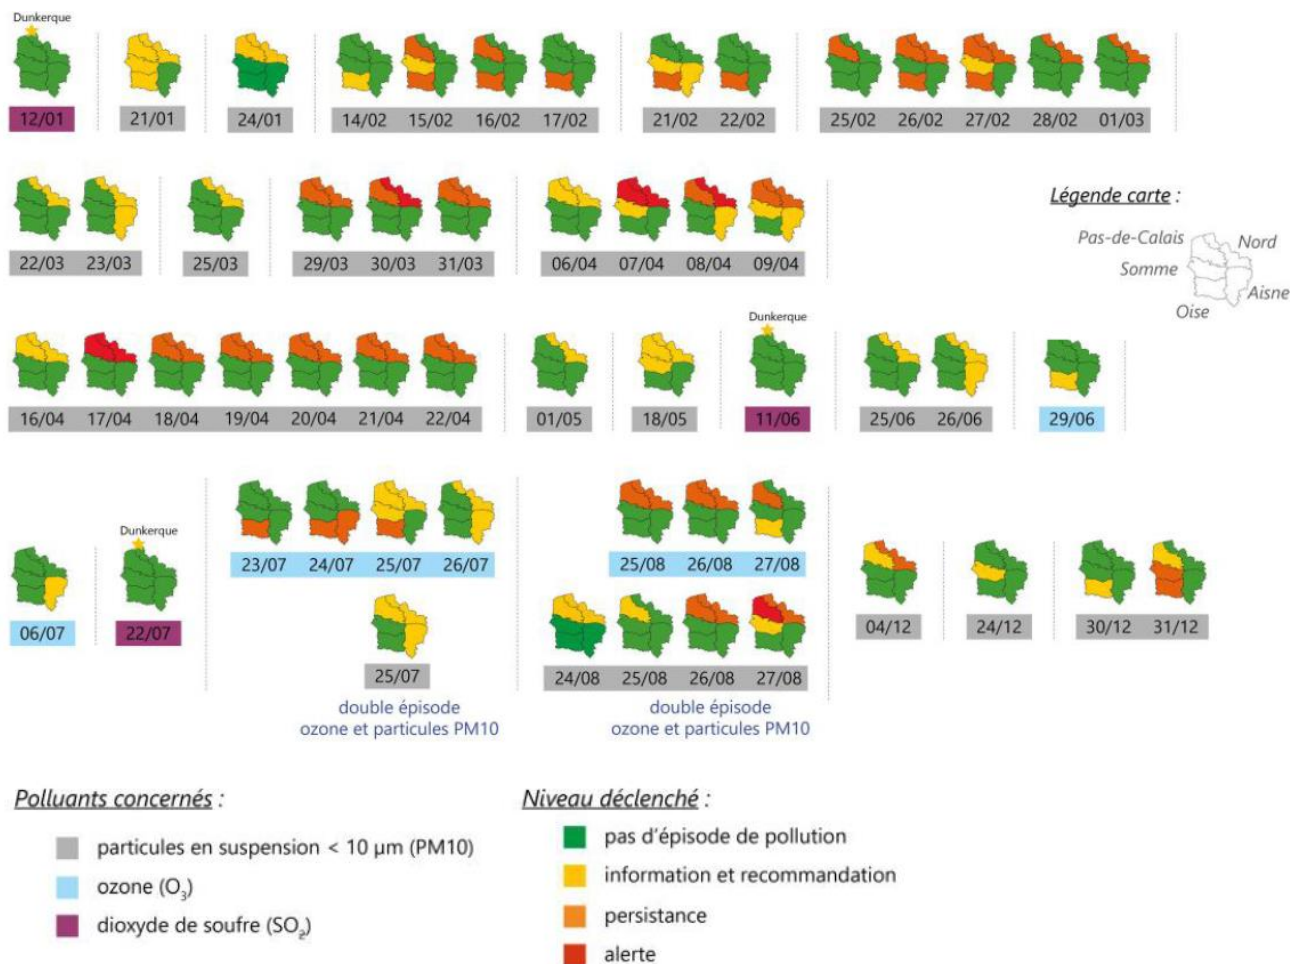 Dunkerque
12/01 21/01 24/01 14/02 15/02 16/02 17/02 21/02 22/02 25/02 26/02 27/02 28/02 01/03
22/03 23/03 25/03 29/03 30/03 31/03 06/04 07/04 08/04 09/04
Légende carte :
Pas-de-Calais
Nord
Somme
Aisne
Oise
Dunkerque
16/04 17/04 18/04 19/04 20/04 21/04 22/04 01/05 18/05 11/06 25/06 26/06 29/06
Dunkerque
06/07 22/07
23/07 24/07 25/07 26/07
25/07
double épisode
ozone et particules PM10
25/08 26/08 27/08
24/08 25/08 26/08 27/08
double épisode
ozone et particules PM10
04/12 24/12 30/12 31/12
Polluants concernés :
particules en suspension < 10 µm (PM10)
ozone (O₃)
dioxyde de soufre (SO₂)
Niveau déclenché :
pas d'épisode de pollution
information et recommandation
persistance
alerte